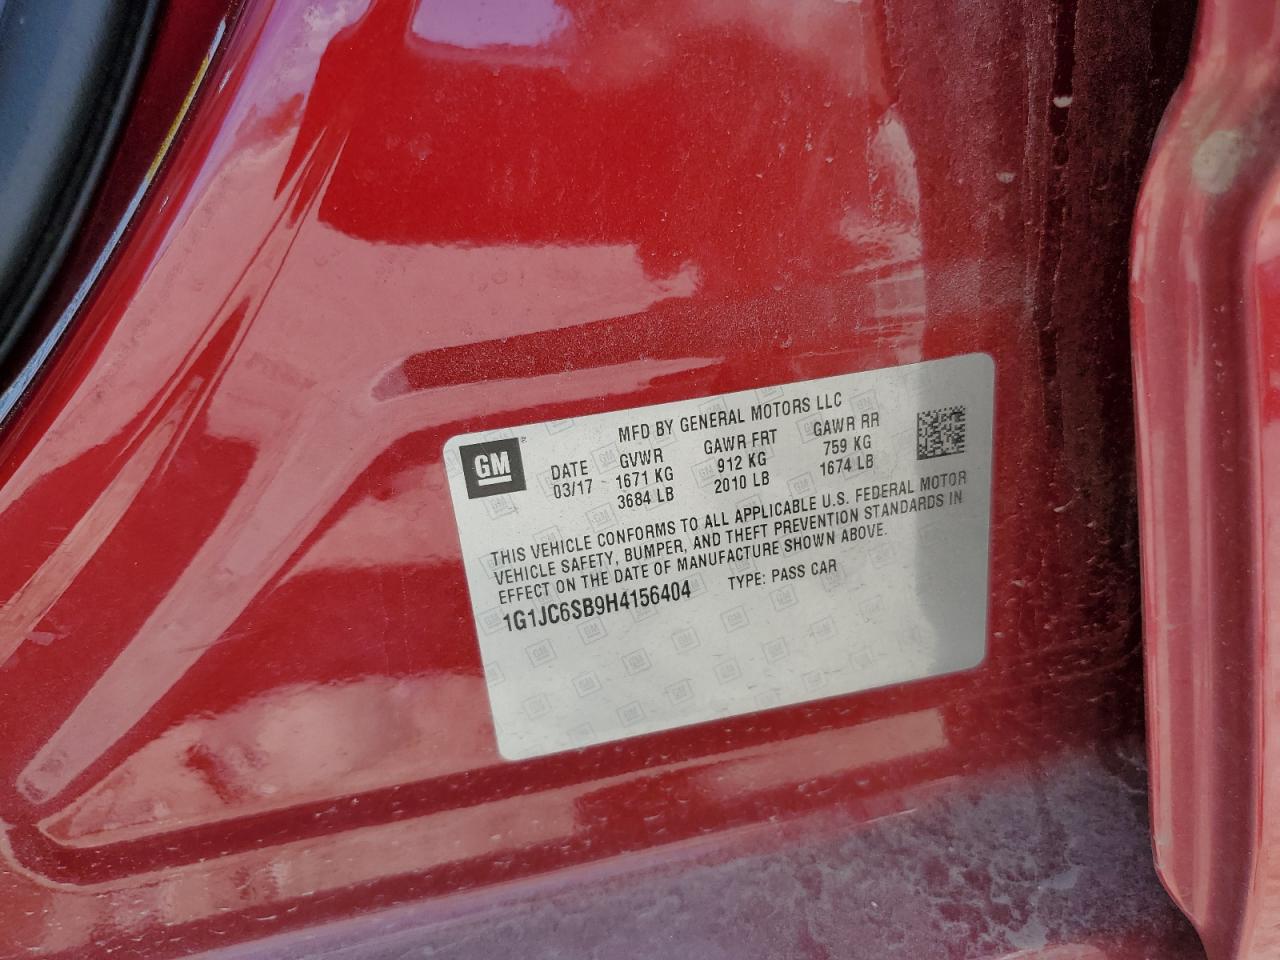 GM
MFD BY GENERAL MOTORS LLC
DATE GVWR GAWR FRT GAWR RR
03/17 1671 KG 912 KG 759 KG
3684 LB 2010 LB 1674 LB
THIS VEHICLE CONFORMS TO ALL APPLICABLE U.S. FEDERAL MOTOR
VEHICLE SAFETY, BUMPER, AND THEFT PREVENTION STANDARDS IN
EFFECT ON THE DATE OF MANUFACTURE SHOWN ABOVE.
1G1JC6SB9H4156404 TYPE: PASS CAR